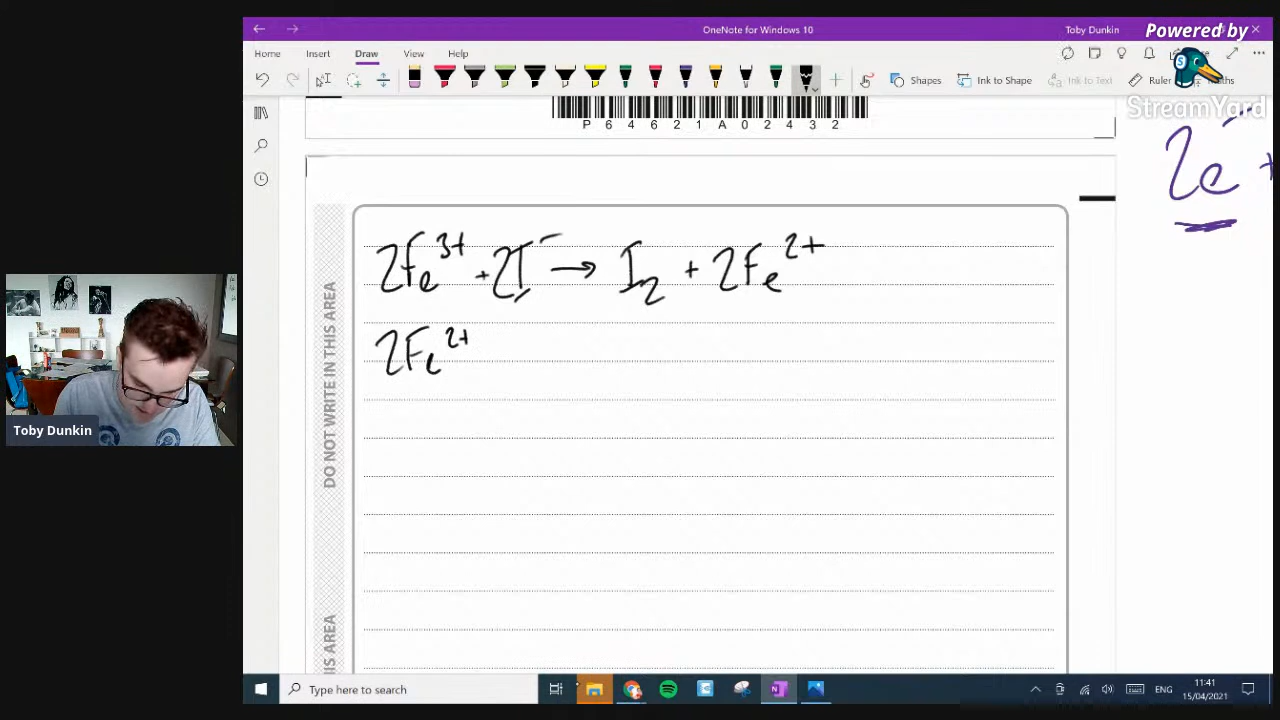 OneNote for Windows 10
Toby Dunkin
Powered by
Home Insert Draw View Help
Shapes Ink to Shape Ink to Text Ruler
StreamYard
P 6 4 6 2 1 A 0 2 4 3 2
2e⁻ +
2Fe³⁺ + 2I⁻ → I₂ + 2Fe²⁺
2Fe²⁺
DO NOT WRITE IN THIS AREA
IS AREA
Toby Dunkin
Type here to search
ENG
11:41
15/04/2021